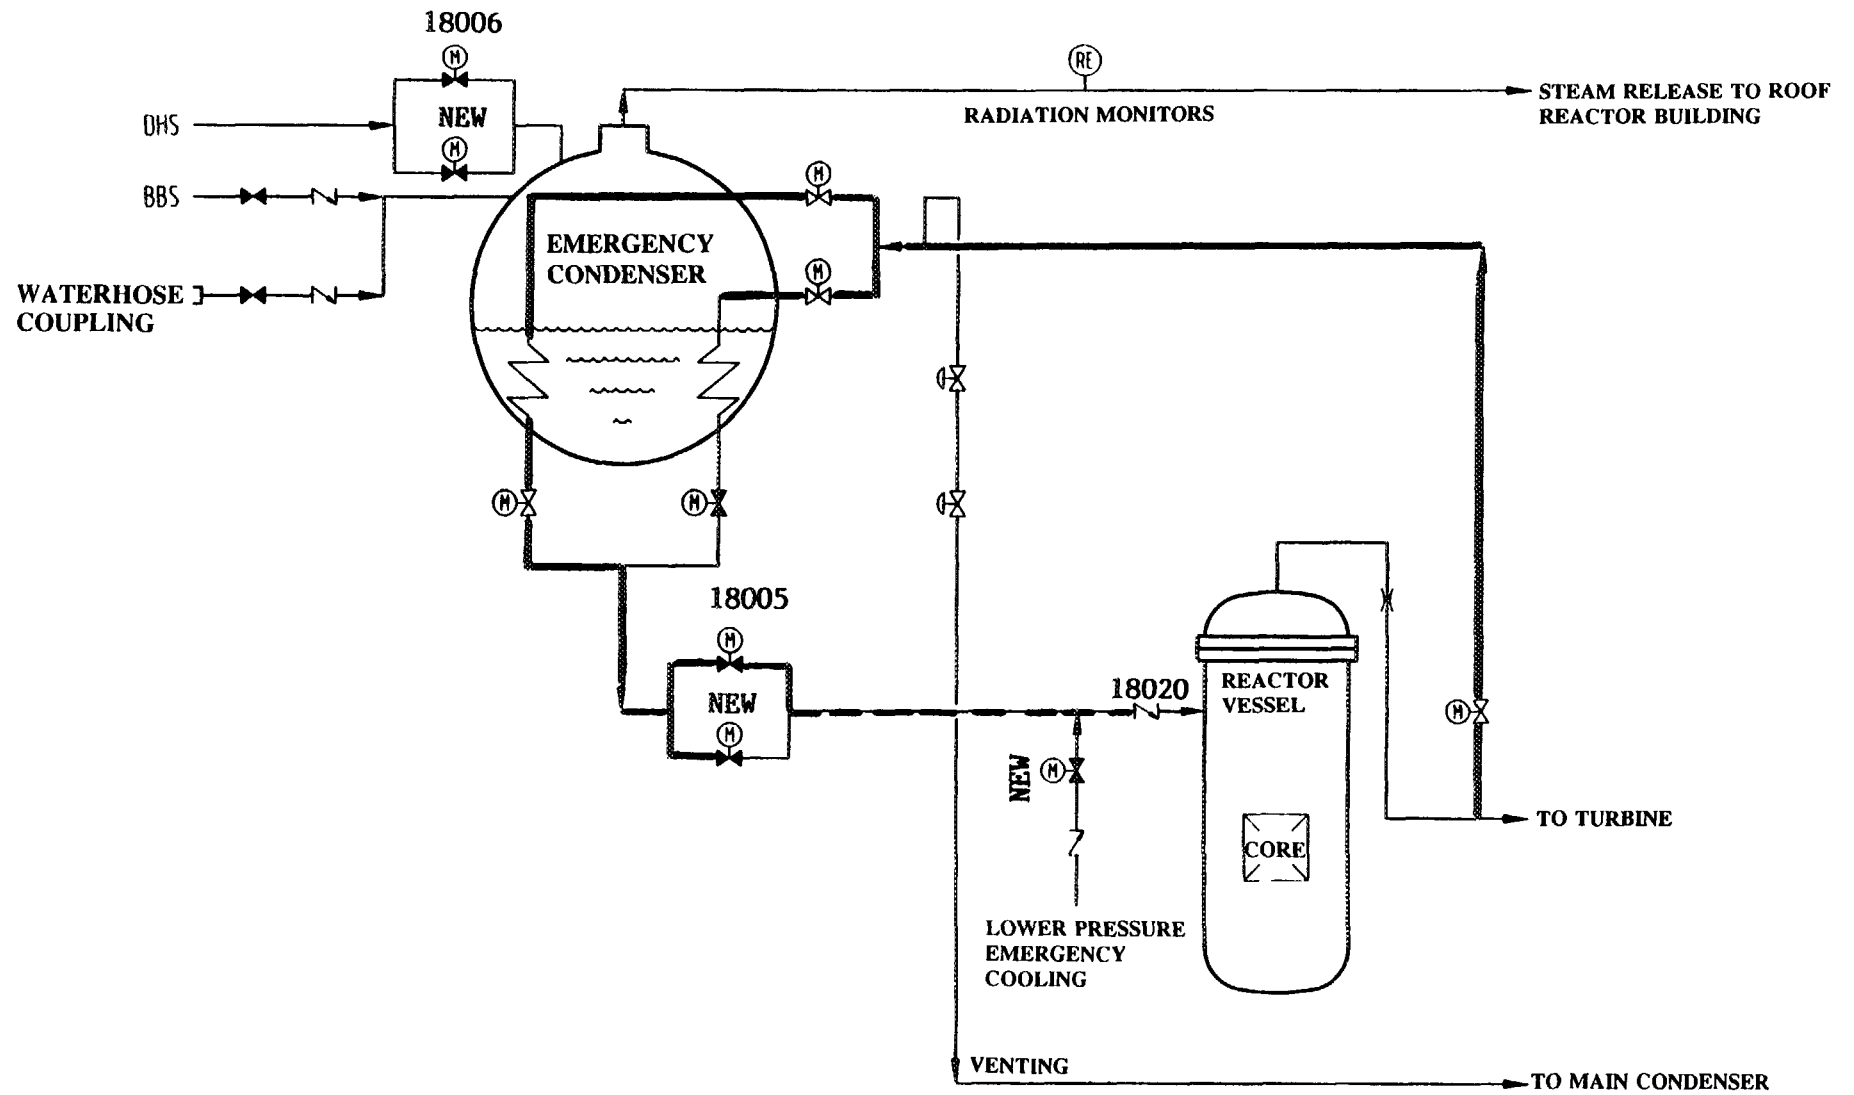 18006
M
RE
STEAM RELEASE TO ROOF
REACTOR BUILDING
RADIATION MONITORS
NEW
DHS
M
M
BBS
EMERGENCY
CONDENSER
M
WATERHOSE
COUPLING
M
M
18005
M
NEW
M
18020
REACTOR
VESSEL
M
NEW
M
TO TURBINE
CORE
LOWER PRESSURE
EMERGENCY
COOLING
VENTING
TO MAIN CONDENSER